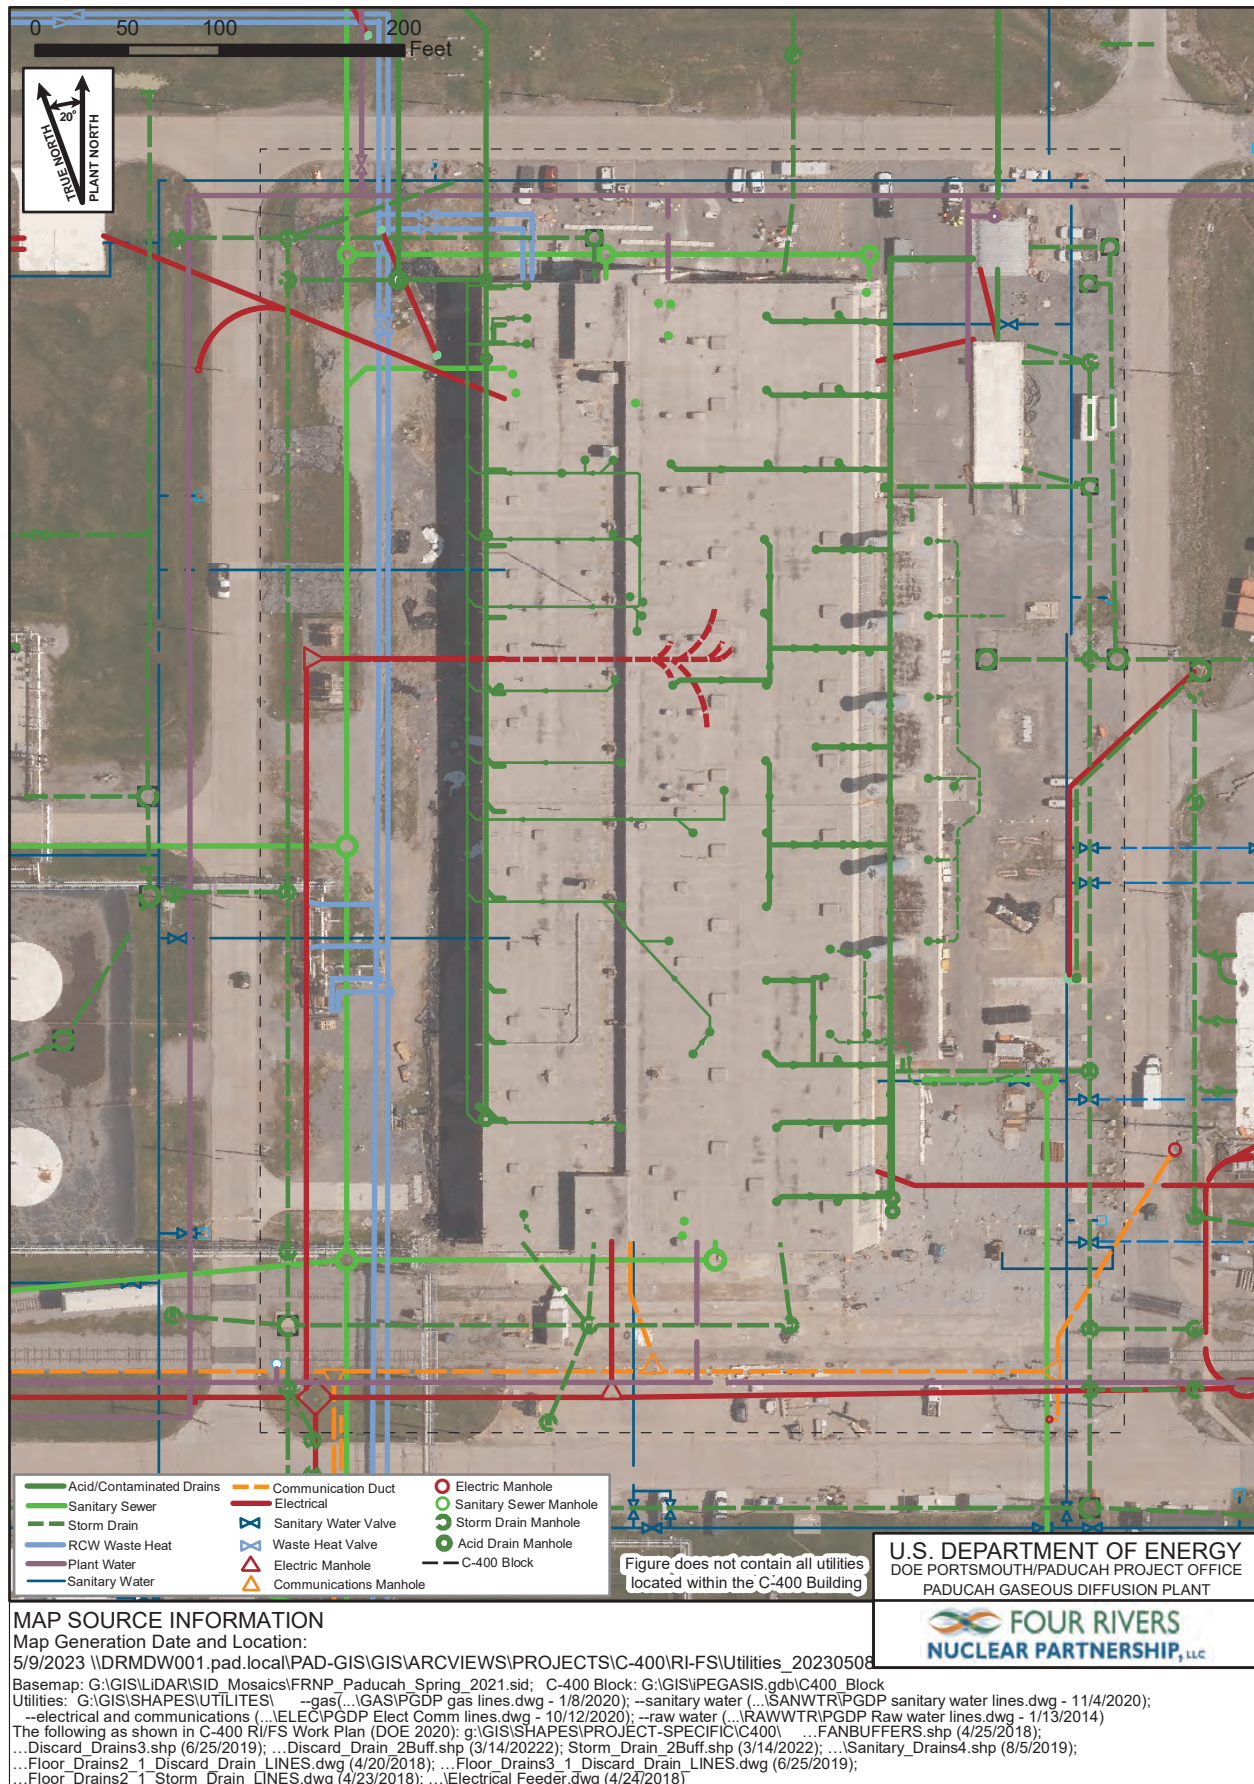 0 50 100 200
Feet
20°
TRUE NORTH
PLANT NORTH
Acid/Contaminated Drains
Sanitary Sewer
Storm Drain
RCW Waste Heat
Plant Water
Sanitary Water
Communication Duct
Electrical
Sanitary Water Valve
Waste Heat Valve
Electric Manhole
Communications Manhole
Electric Manhole
Sanitary Sewer Manhole
Storm Drain Manhole
Acid Drain Manhole
C-400 Block
Figure does not contain all utilities
located within the C-400 Building
U.S. DEPARTMENT OF ENERGY
DOE PORTSMOUTH/PADUCAH PROJECT OFFICE
PADUCAH GASEOUS DIFFUSION PLANT
FOUR RIVERS
NUCLEAR PARTNERSHIP, LLC
MAP SOURCE INFORMATION
Map Generation Date and Location:
5/9/2023 \\DRMDW001.pad.local\PAD-GIS\GIS\ARCVIEWS\PROJECTS\C-400\RI-FS\Utilities_20230508
Basemap: G:\GIS\LiDAR\SID_Mosaics\FRNP_Paducah_Spring_2021.sid; C-400 Block: G:\GIS\iPEGASIS.gdb\C400_Block
Utilities: G:\GIS\SHAPES\UTILITES\ --gas(...\GAS\PGDP gas lines.dwg - 1/8/2020); --sanitary water (...\SANWTR\PGDP sanitary water lines.dwg - 11/4/2020);
--electrical and communications (...\ELEC\PGDP Elect Comm lines.dwg - 10/12/2020); --raw water (...\RAWWTR\PGDP Raw water lines.dwg - 1/13/2014)
The following as shown in C-400 RI/FS Work Plan (DOE 2020): g:\GIS\SHAPES\PROJECT-SPECIFIC\C400\ ...FANBUFFERS.shp (4/25/2018);
...Discard_Drains3.shp (6/25/2019); ...Discard_Drain_2Buff.shp (3/14/20222); Storm_Drain_2Buff.shp (3/14/2022); ...\Sanitary_Drains4.shp (8/5/2019);
...Floor_Drains2_1_Discard_Drain_LINES.dwg (4/20/2018); ...Floor_Drains3_1_Discard_Drain_LINES.dwg (6/25/2019);
...Floor_Drains2_1_Storm_Drain_LINES.dwg (4/23/2018); ...\Electrical Feeder.dwg (4/24/2018)